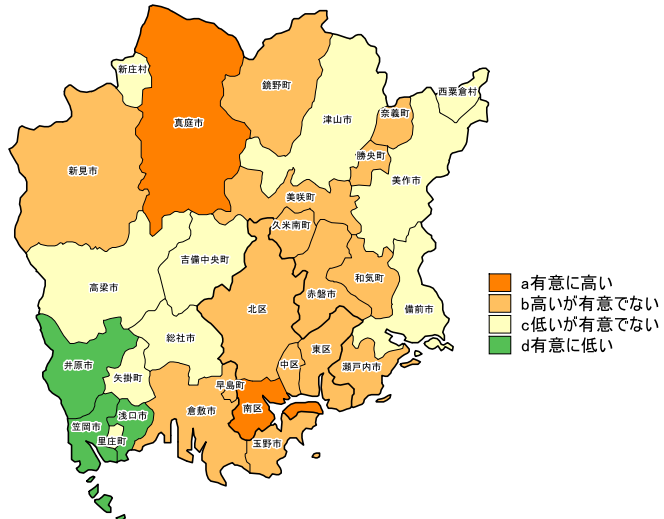 新庄村
鏡野町
西粟倉村
奈義町
津山市
真庭市
勝央町
新見市
美作市
美咲町
久米南町
吉備中央町
和気町
高梁市
赤磐市
北区
備前市
総社市
東区
中区
井原市
瀬戸内市
矢掛町
早島町
南区
倉敷市
浅口市
笠岡市
里庄町
玉野市
a有意に高い
b高いが有意でない
c低いが有意でない
d有意に低い